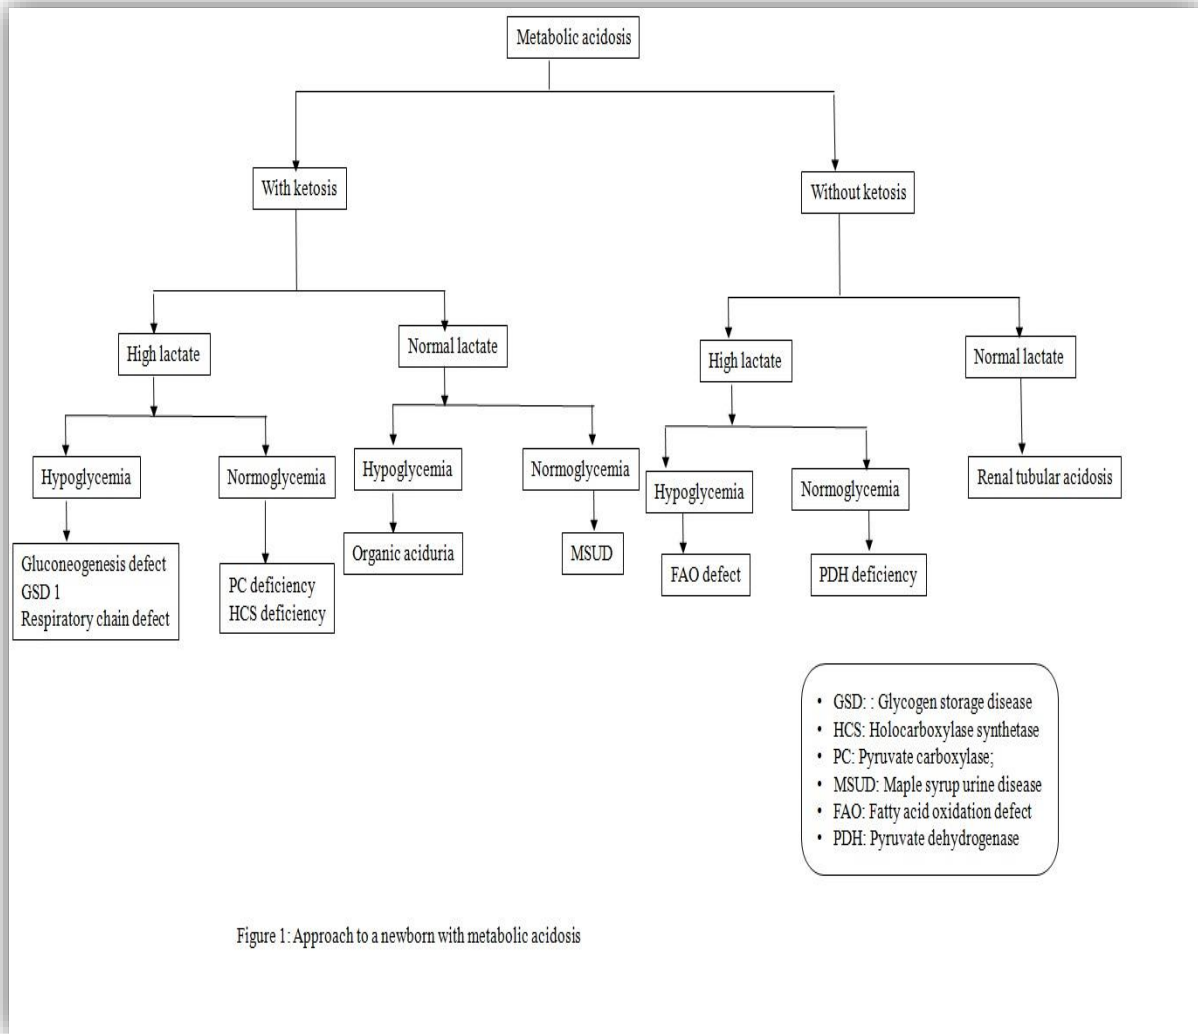 Metabolic acidosis
With ketosis
Without ketosis
High lactate
Normal lactate
High lactate
Normal lactate
Hypoglycemia
Normoglycemia
Hypoglycemia
Normoglycemia
Hypoglycemia
Normoglycemia
Renal tubular acidosis
Gluconeogenesis defect
GSD 1
Respiratory chain defect
PC deficiency
HCS deficiency
Organic aciduria
MSUD
FAO defect
PDH deficiency
• GSD: : Glycogen storage disease
• HCS: Holocarboxylase synthetase
• PC: Pyruvate carboxylase;
• MSUD: Maple syrup urine disease
• FAO: Fatty acid oxidation defect
• PDH: Pyruvate dehydrogenase
Figure 1: Approach to a newborn with metabolic acidosis